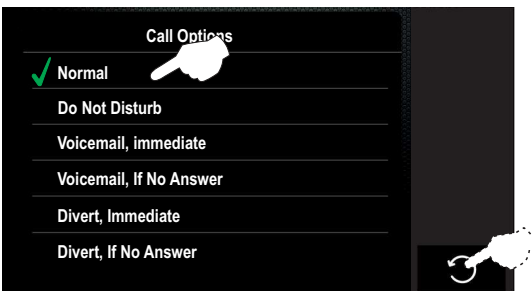 Call Options
Normal
Do Not Disturb
Voicemail, immediate
Voicemail, If No Answer
Divert, Immediate
Divert, If No Answer